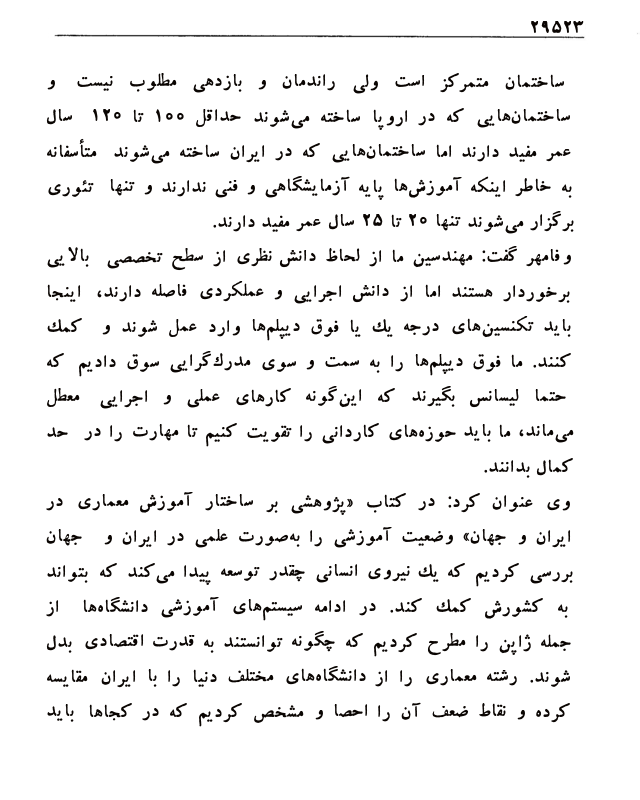 ۲۹۵۲۳
ساختمان متمرکز است ولی راندمان و بازدهی مطلوب نیست و
ساختمان‌هایی که در اروپا ساخته می‌شوند حداقل ۱۰۰ تا ۱۲۰ سال
عمر مفید دارند اما ساختمان‌هایی که در ایران ساخته می‌شوند متأسفانه
به خاطر اینکه آموزش‌ها پایه آزمایشگاهی و فنی ندارند و تنها تئوری
برگزار می‌شوند تنها ۲۰ تا ۲۵ سال عمر مفید دارند.
وفامهر گفت: مهندسین ما از لحاظ دانش نظری از سطح تخصصی بالایی
برخوردار هستند اما از دانش اجرایی و عملکردی فاصله دارند، اینجا
باید تکنسین‌های درجه یك یا فوق دیپلم‌ها وارد عمل شوند و کمك
کنند. ما فوق دیپلم‌ها را به سمت و سوی مدرك‌گرایی سوق دادیم که
حتما لیسانس بگیرند که این‌گونه کارهای عملی و اجرایی معطل
می‌ماند، ما باید حوزه‌های کاردانی را تقویت کنیم تا مهارت را در حد
کمال بدانند.
وی عنوان کرد: در کتاب «پژوهشی بر ساختار آموزش معماری در
ایران و جهان» وضعیت آموزشی را به‌صورت علمی در ایران و جهان
بررسی کردیم که یك نیروی انسانی چقدر توسعه پیدا می‌کند که بتواند
به کشورش کمك کند. در ادامه سیستم‌های آموزشی دانشگاه‌ها از
جمله ژاپن را مطرح کردیم که چگونه توانستند به قدرت اقتصادی بدل
شوند. رشته معماری را از دانشگاه‌های مختلف دنیا را با ایران مقایسه
کرده و نقاط ضعف آن را احصا و مشخص کردیم که در کجاها باید